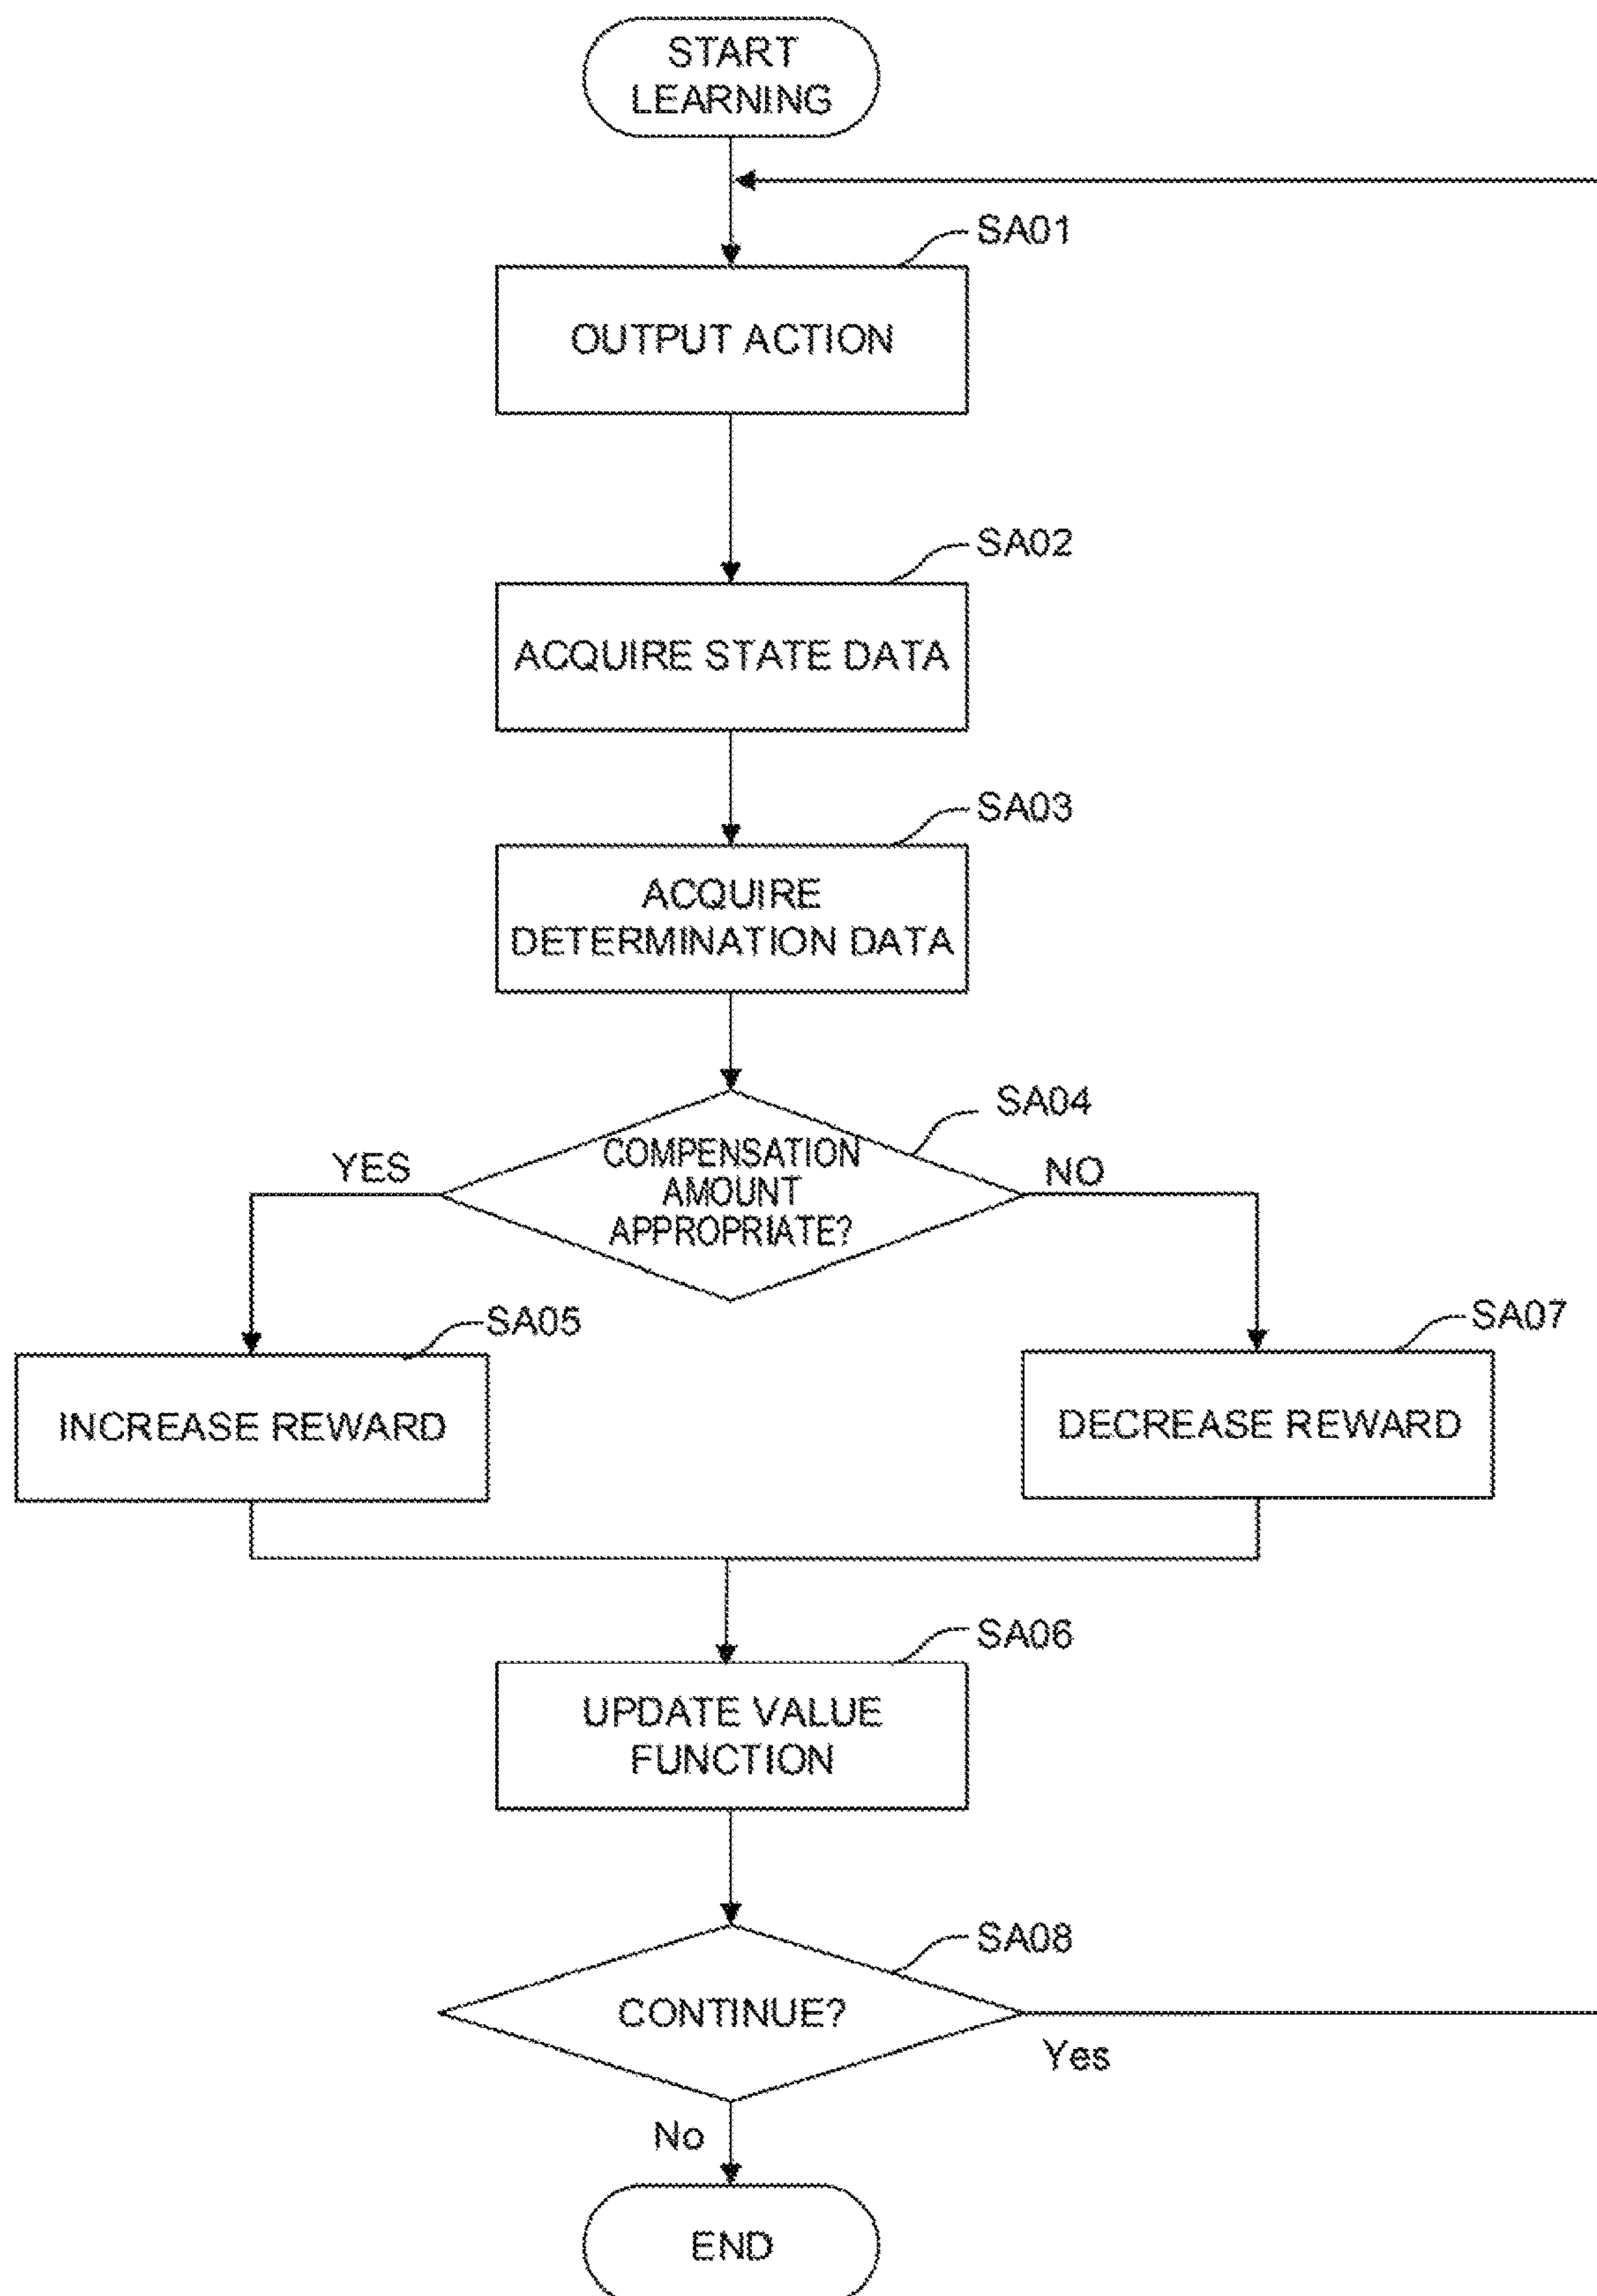 START
LEARNING
SA01
OUTPUT ACTION
SA02
ACQUIRE STATE DATA
SA03
ACQUIRE
DETERMINATION DATA
SA04
COMPENSATION
AMOUNT
APPROPRIATE?
YES
NO
SA05
INCREASE REWARD
SA07
DECREASE REWARD
SA06
UPDATE VALUE
FUNCTION
SA08
CONTINUE?
Yes
No
END